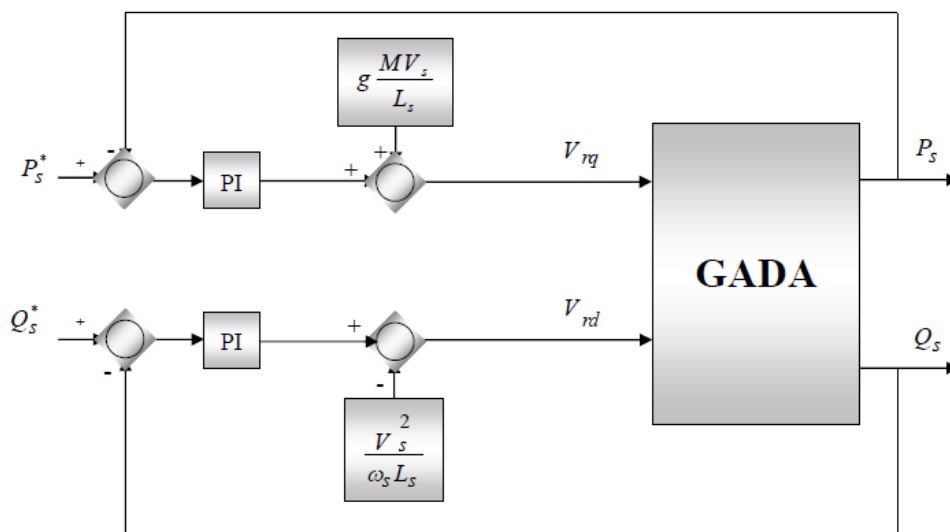 g MV_s / L_s
-
P_s^* + PI + + V_rq P_s
GADA
Q_s^* + PI + V_rd Q_s
- -
V_s^2 / ω_s L_s